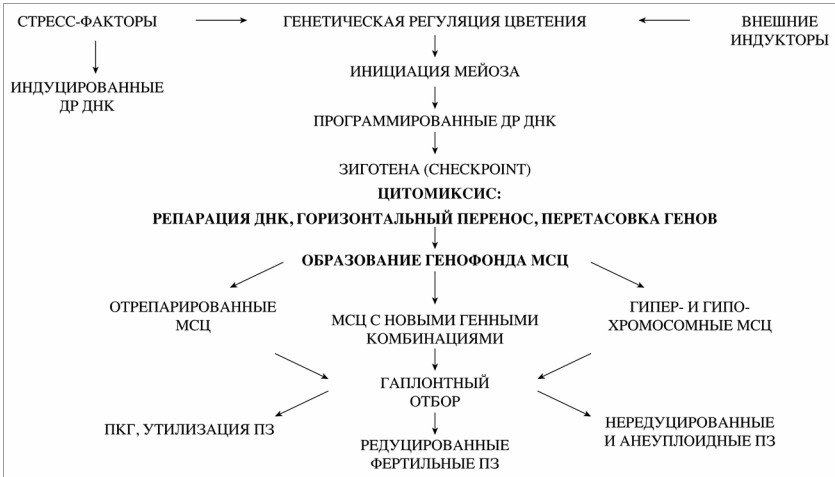 СТРЕСС-ФАКТОРЫ
ГЕНЕТИЧЕСКАЯ РЕГУЛЯЦИЯ ЦВЕТЕНИЯ
ВНЕШНИЕ
ИНДУКТОРЫ
ИНДУЦИРОВАННЫЕ
ДР ДНК
ИНИЦИАЦИЯ МЕЙОЗА
ПРОГРАММИРОВАННЫЕ ДР ДНК
ЗИГОТЕНА (CHECKPOINT)
ЦИТОМИКСИС:
РЕПАРАЦИЯ ДНК, ГОРИЗОНТАЛЬНЫЙ ПЕРЕНОС, ПЕРЕТАСОВКА ГЕНОВ
ОБРАЗОВАНИЕ ГЕНОФОНДА МСЦ
ОТРЕПАРИРОВАННЫЕ
МСЦ
МСЦ С НОВЫМИ ГЕННЫМИ
КОМБИНАЦИЯМИ
ГИПЕР- И ГИПО-
ХРОМОСОМНЫЕ МСЦ
ГАПЛОНТНЫЙ
ОТБОР
ПКГ, УТИЛИЗАЦИЯ ПЗ
РЕДУЦИРОВАННЫЕ
ФЕРТИЛЬНЫЕ ПЗ
НЕРЕДУЦИРОВАННЫЕ
И АНЕУПЛОИДНЫЕ ПЗ